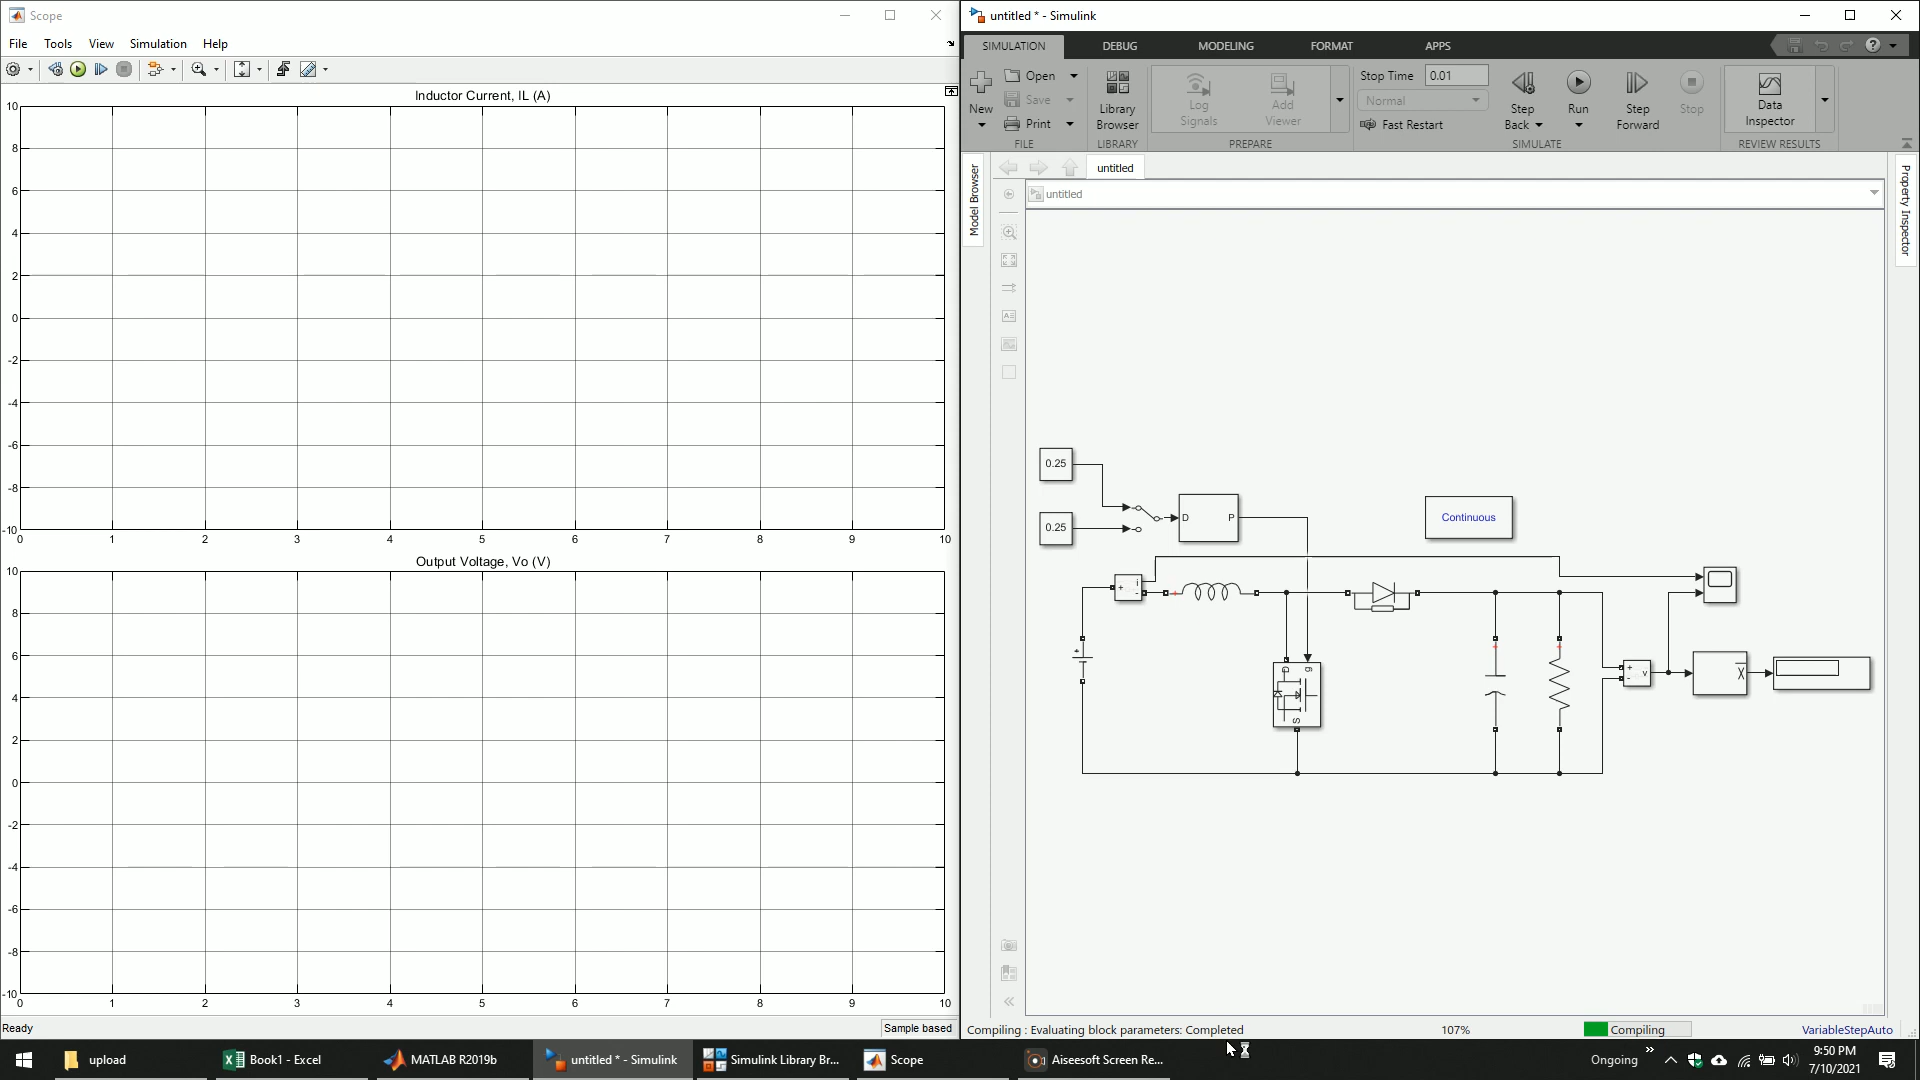 Scope
File Tools View Simulation Help
Inductor Current, IL (A)
10
8
6
4
2
0
-2
-4
-6
-8
-10
0 1 2 3 4 5 6 7 8 9 10
Output Voltage, Vo (V)
10
8
6
4
2
0
-2
-4
-6
-8
-10
0 1 2 3 4 5 6 7 8 9 10
Ready
Sample based
untitled * - Simulink
SIMULATION DEBUG MODELING FORMAT APPS
New
Open
Save
Print
FILE
Library
Browser
LIBRARY
Log
Signals
Add
Viewer
PREPARE
Stop Time 0.01
Normal
Fast Restart
Step
Back
Run
Step
Forward
Stop
SIMULATE
Data
Inspector
REVIEW RESULTS
Model Browser
untitled
untitled
Property Inspector
0.25
0.25
D P
Continuous
+ i
-
+
D g
S
+
-
v
X
Compiling : Evaluating block parameters: Completed
107%
Compiling
VariableStepAuto
upload
Book1 - Excel
MATLAB R2019b
untitled * - Simulink
Simulink Library Br...
Scope
Aiseesoft Screen Re...
Ongoing
9:50 PM
7/10/2021